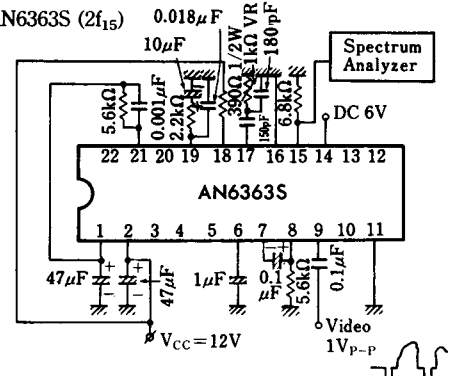 AN6363S (2f₁₅)
0.018μF
10μF
5.6kΩ
0.001μF
2.2kΩ
390Ω 1/2W
1kΩ VR
180pF
150pF
6.8kΩ
Spectrum
Analyzer
DC 6V
22 21 20 19 18 17 16 15 14 13 12
AN6363S
1 2 3 4 5 6 7 8 9 10 11
+ + − +
47μF
−
47μF
−
1μF
0.1
μF
5.6kΩ
0.1μF
V_CC=12V
Video
1V_P-P